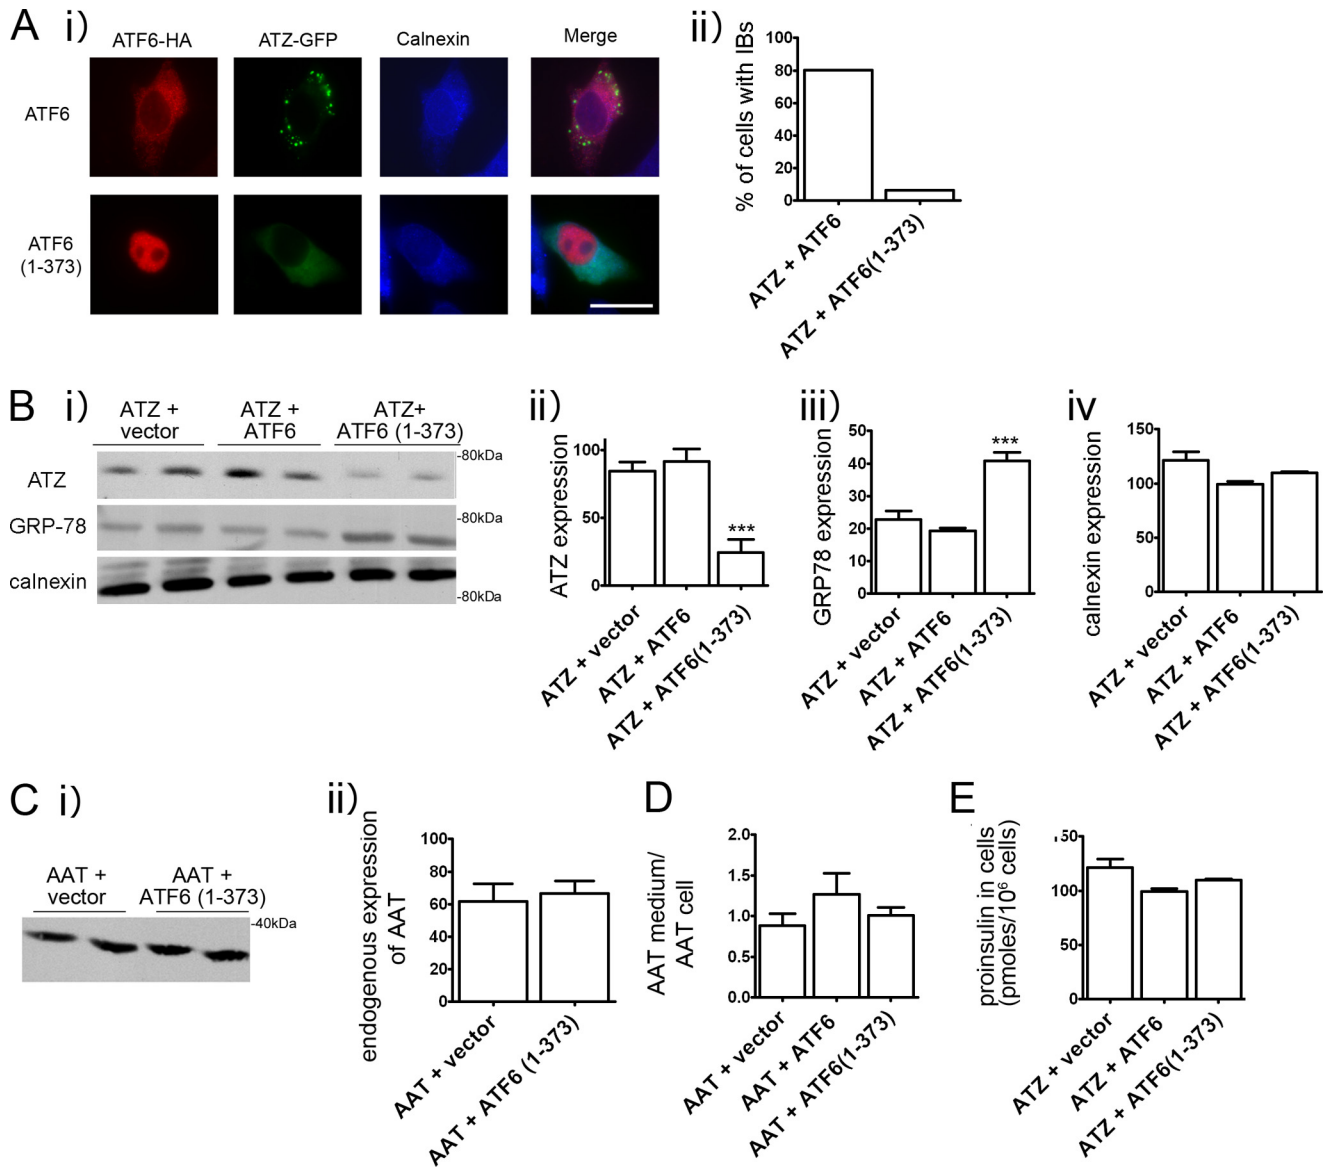 A i)
ATF6-HA ATZ-GFP Calnexin Merge
ATF6
ATF6
(1-373)
ii)
% of cells with IBs
100
80
60
40
20
0
ATZ + ATF6
ATZ + ATF6(1-373)
B i)
ATZ + vector
ATZ + ATF6
ATZ+ ATF6 (1-373)
ATZ
-80kDa
GRP-78
-80kDa
calnexin
-80kDa
ii)
ATZ expression
100
50
0
***
ATZ + vector
ATZ + ATF6
ATZ + ATF6(1-373)
iii)
GRP78 expression
50
40
30
20
10
0
***
ATZ + vector
ATZ + ATF6
ATZ + ATF6(1-373)
iv
calnexin expression
150
100
50
0
ATZ + vector
ATZ + ATF6
ATZ + ATF6(1-373)
C i)
AAT + vector
AAT + ATF6 (1-373)
-40kDa
ii)
endogenous expression
of AAT
100
80
60
40
20
0
AAT + vector
AAT + ATF6 (1-373)
D
AAT medium/
AAT cell
2.0
1.5
1.0
0.5
0.0
AAT + vector
AAT + ATF6
AAT + ATF6(1-373)
E
proinsulin in cells
(pmoles/10⁶ cells)
50
100
50
0
ATZ + vector
ATZ + ATF6
ATZ + ATF6(1-373)